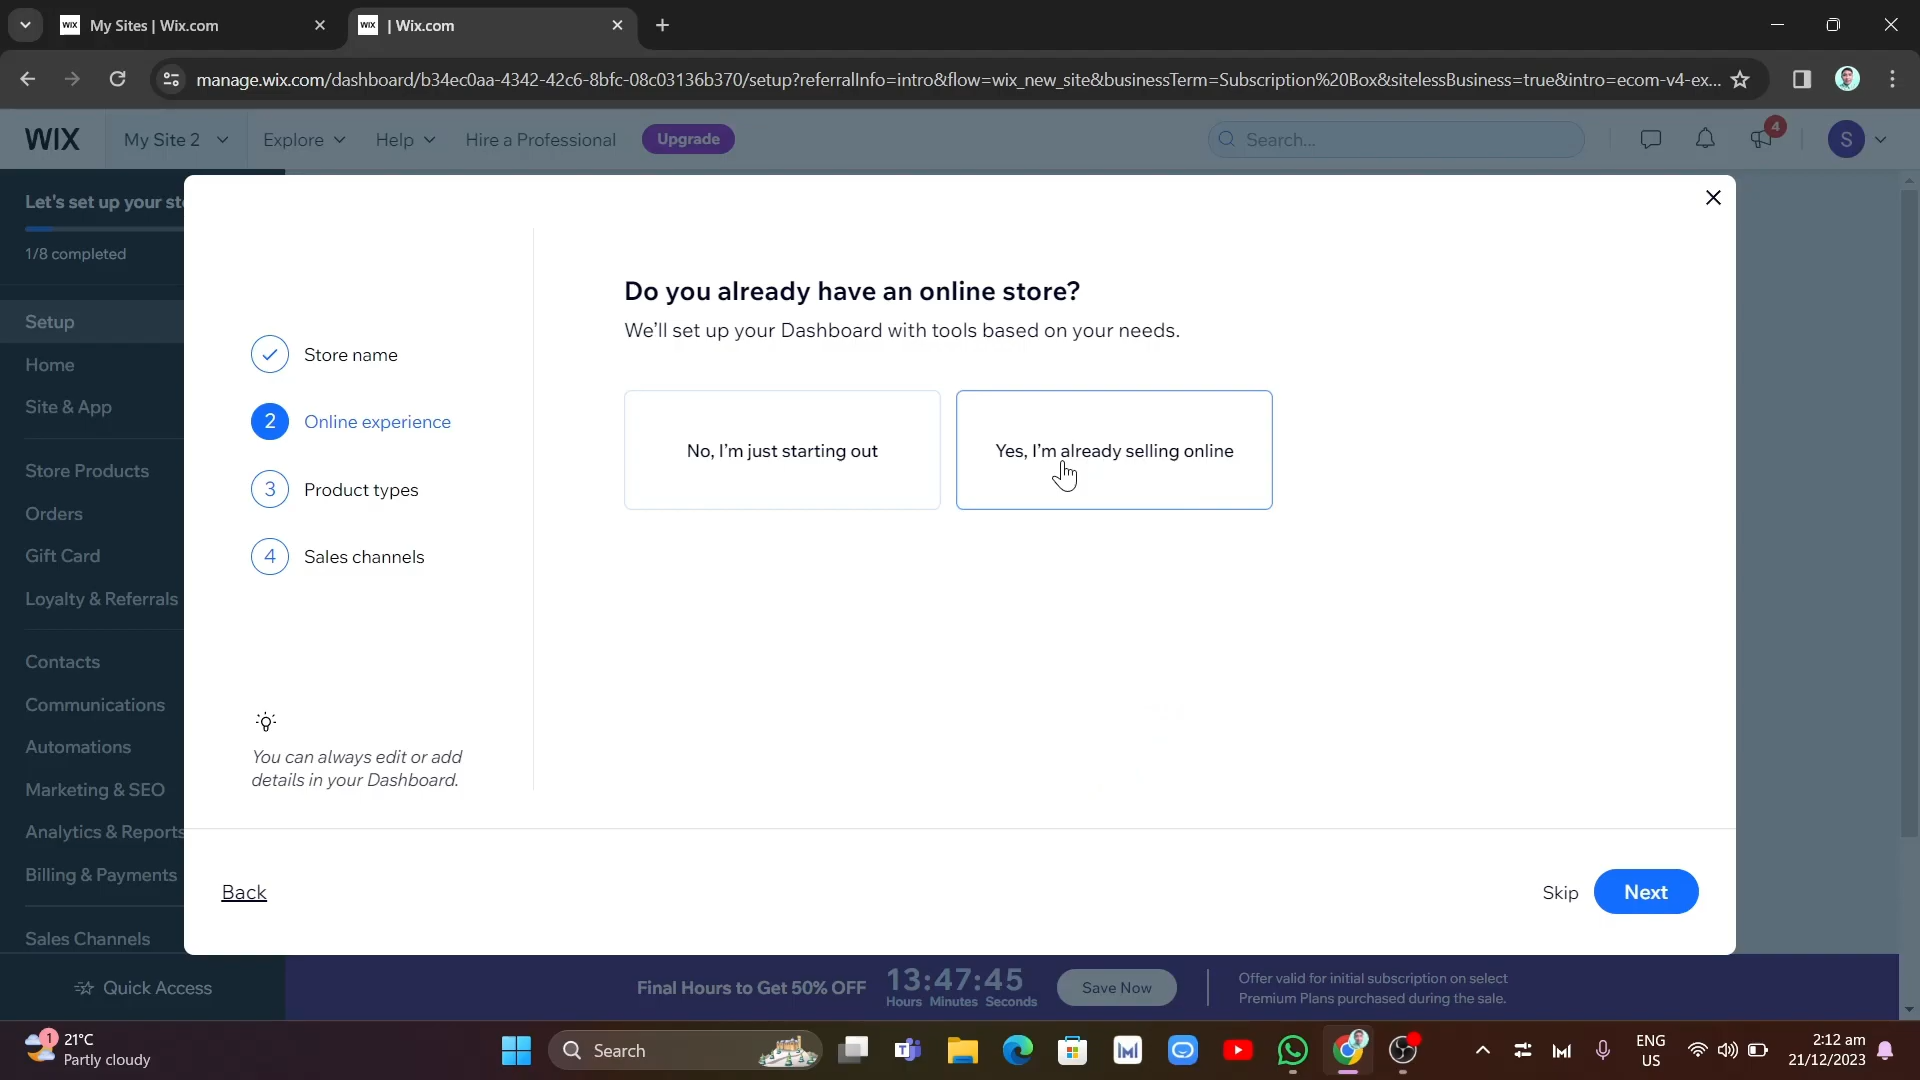 WIX My Sites | Wix.com
WIX | Wix.com
manage.wix.com/dashboard/b34ec0aa-4342-42c6-8bfc-08c03136b370/setup?referralInfo=intro&flow=wix_new_site&businessTerm=Subscription%20Box&sitelessBusiness=true&intro=ecom-v4-ex...
WIX
My Site 2
Explore
Help
Hire a Professional
Upgrade
Search...
4
S
Let's set up your sto
1/8 completed
Setup
Home
Site & App
Store Products
Orders
Gift Card
Loyalty & Referrals
Contacts
Communications
Automations
Marketing & SEO
Analytics & Reports
Billing & Payments
Sales Channels
Quick Access
Store name
2 Online experience
3 Product types
4 Sales channels
You can always edit or add
details in your Dashboard.
Do you already have an online store?
We'll set up your Dashboard with tools based on your needs.
No, I'm just starting out
Yes, I'm already selling online
Back
Skip
Next
Final Hours to Get 50% OFF
13:47:45
Hours Minutes Seconds
Save Now
Offer valid for initial subscription on select
Premium Plans purchased during the sale.
1
21°C
Partly cloudy
Search
ENG
US
2:12 am
21/12/2023